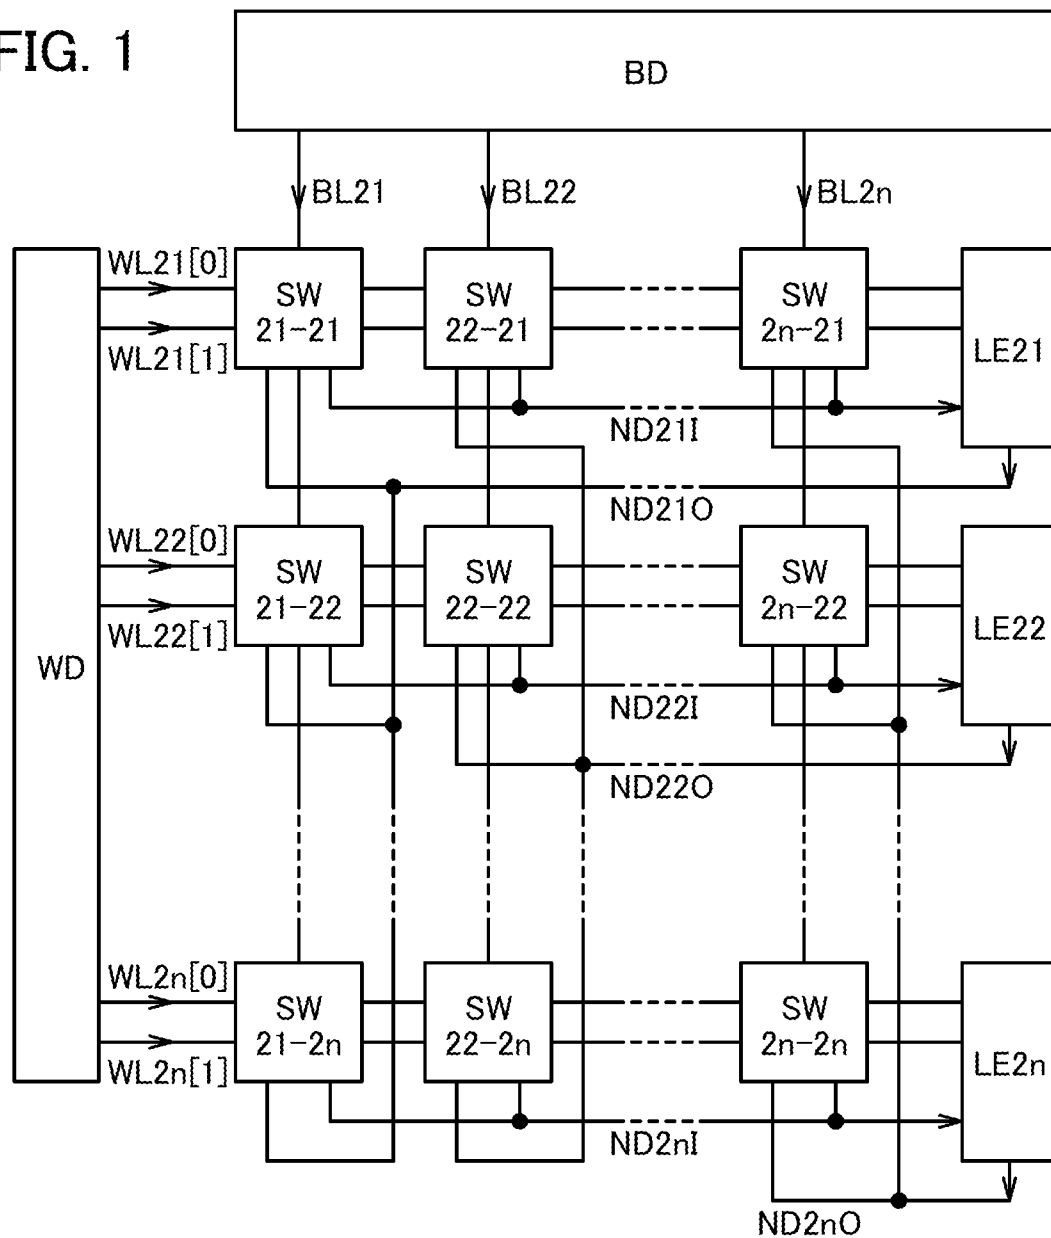 FIG. 1
BD
BL21
BL22
BL2n
WL21[0]
WL21[1]
SW
21-21
SW
22-21
SW
2n-21
LE21
ND21I
ND21O
WL22[0]
WL22[1]
SW
21-22
SW
22-22
SW
2n-22
LE22
WD
ND22I
ND22O
WL2n[0]
WL2n[1]
SW
21-2n
SW
22-2n
SW
2n-2n
LE2n
ND2nI
ND2nO